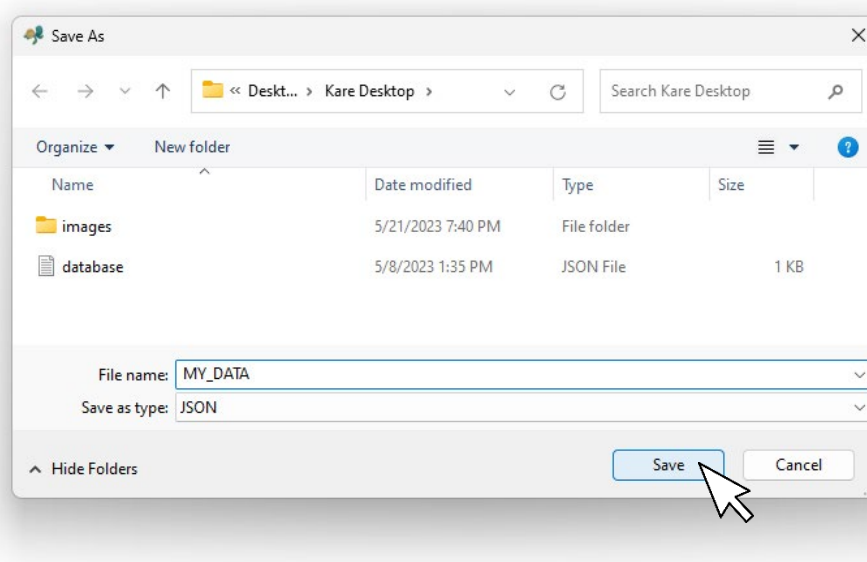 Save As
« Deskt... › Kare Desktop › Search Kare Desktop
Organize New folder ?
Name Date modified Type Size
images 5/21/2023 7:40 PM File folder
database 5/8/2023 1:35 PM JSON File 1 KB
File name: MY_DATA
Save as type: JSON
Hide Folders Save Cancel